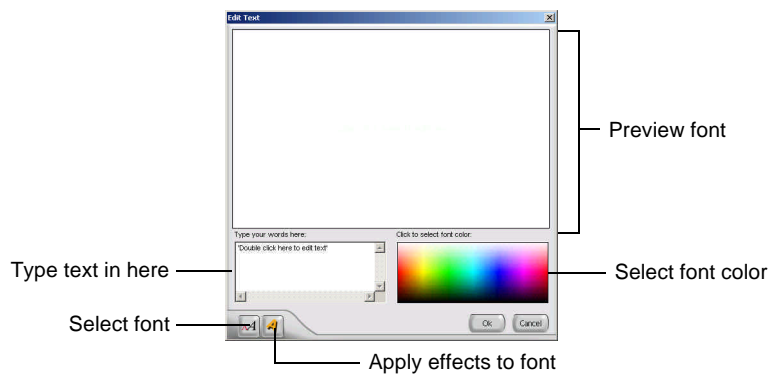 Edit Text
Preview font
Type your words here:
Click to select font color:
'Double click here to edit text'
Type text in here
Select font color
Select font
Ok
Cancel
Apply effects to font